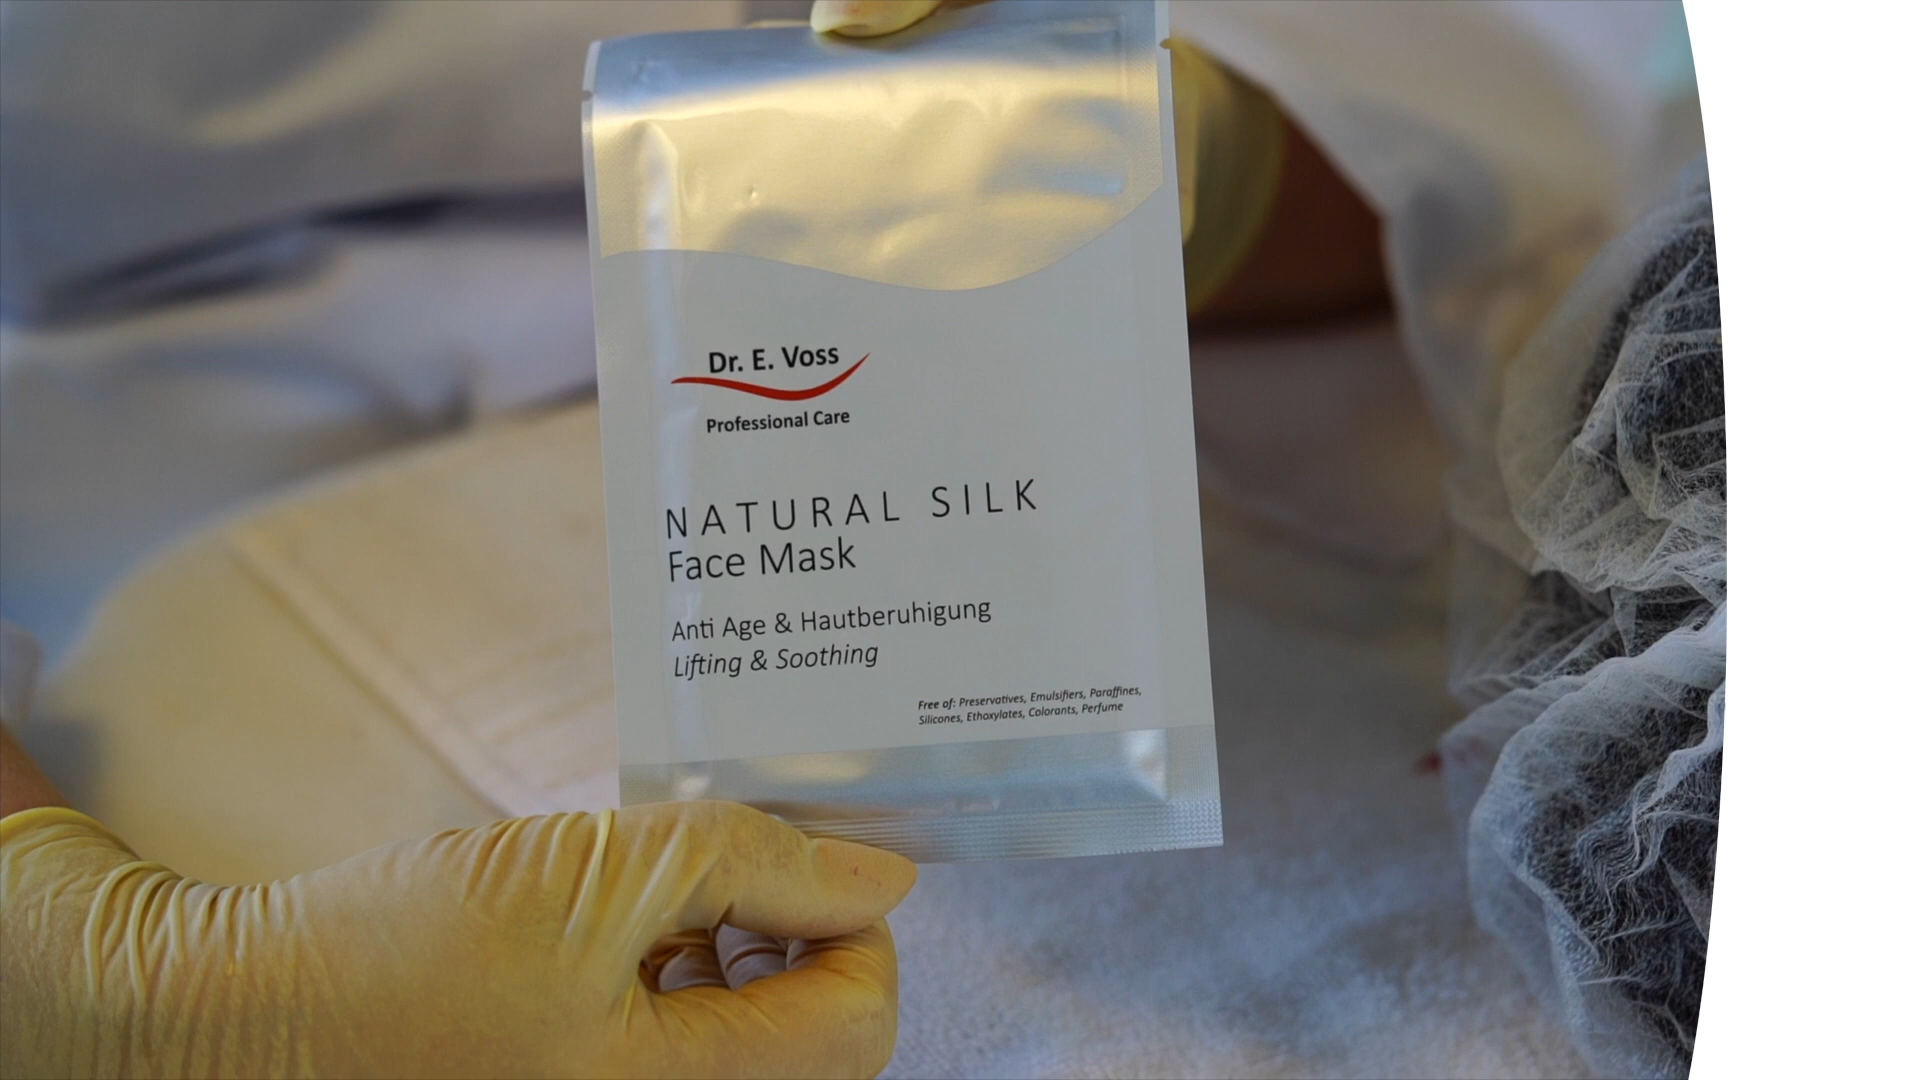 Dr. E. Voss
Professional Care
NATURAL SILK
Face Mask
Anti Age & Hautberuhigung
Lifting & Soothing
Free of: Preservatives, Emulsifiers, Paraffines,
Silicones, Ethoxylates, Colorants, Perfume